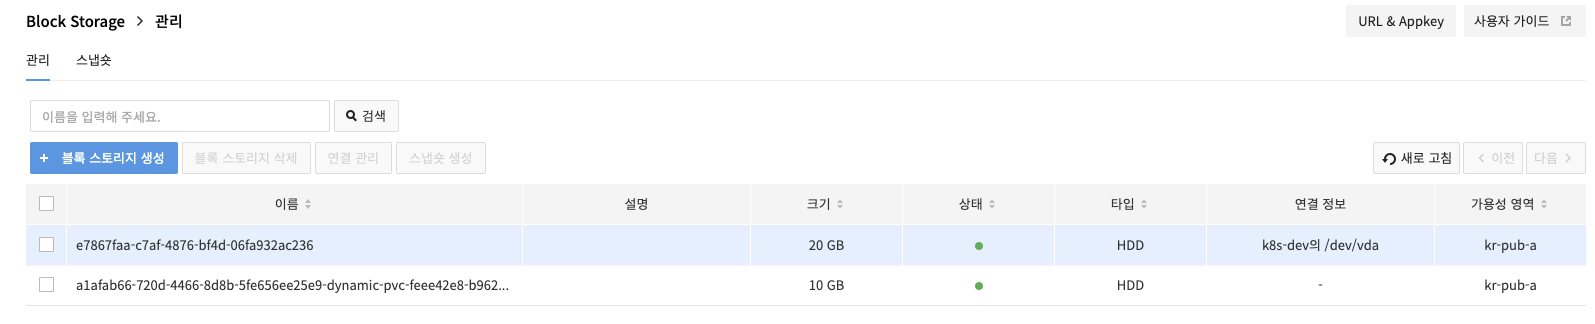 Block Storage > 관리
URL & Appkey
사용자 가이드
관리 스냅숏
이름을 입력해 주세요.
검색
+ 블록 스토리지 생성 블록 스토리지 삭제 연결 관리 스냅숏 생성
새로 고침 < 이전 다음 >
이름 설명 크기 상태 타입 연결 정보 가용성 영역
e7867faa-c7af-4876-bf4d-06fa932ac236 20 GB HDD k8s-dev의 /dev/vda kr-pub-a
a1afab66-720d-4466-8d8b-5fe656ee25e9-dynamic-pvc-feee42e8-b962... 10 GB HDD - kr-pub-a